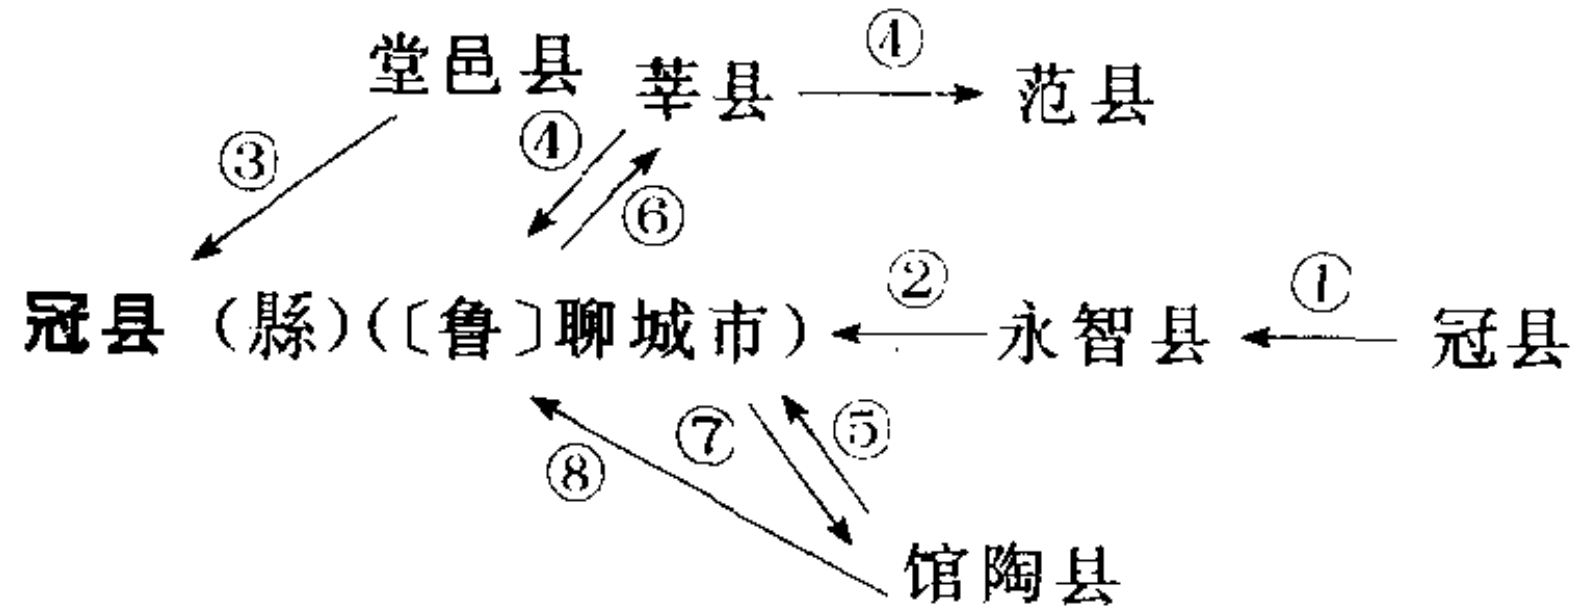 堂邑县 莘县 ④ 范县
④
③
⑥
冠县（縣）（〔鲁〕聊城市） ② 永智县 ① 冠县
⑦ ⑤
⑧
馆陶县